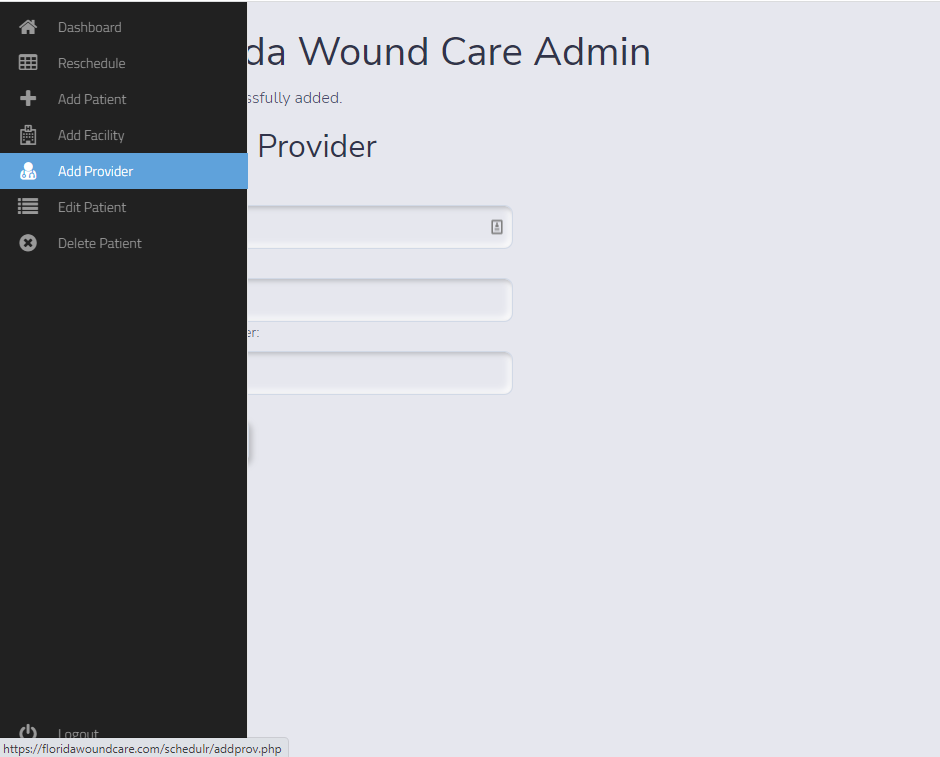 Dashboard
Reschedule
Add Patient
Add Facility
Add Provider
Edit Patient
Delete Patient
Logout
da Wound Care Admin
ssfully added.
Provider
er:
https://floridawoundcare.com/schedulr/addprov.php